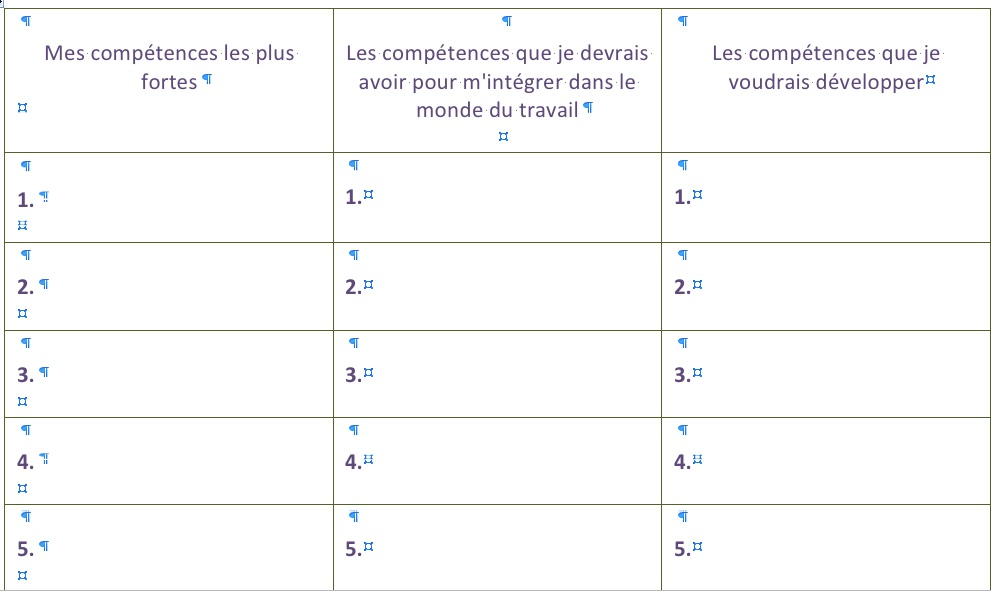 Mes compétences les plus
fortes
Les compétences que je devrais
avoir pour m'intégrer dans le
monde du travail
Les compétences que je
voudrais développer
1.
1.
1.
2.
2.
2.
3.
3.
3.
4.
4.
4.
5.
5.
5.